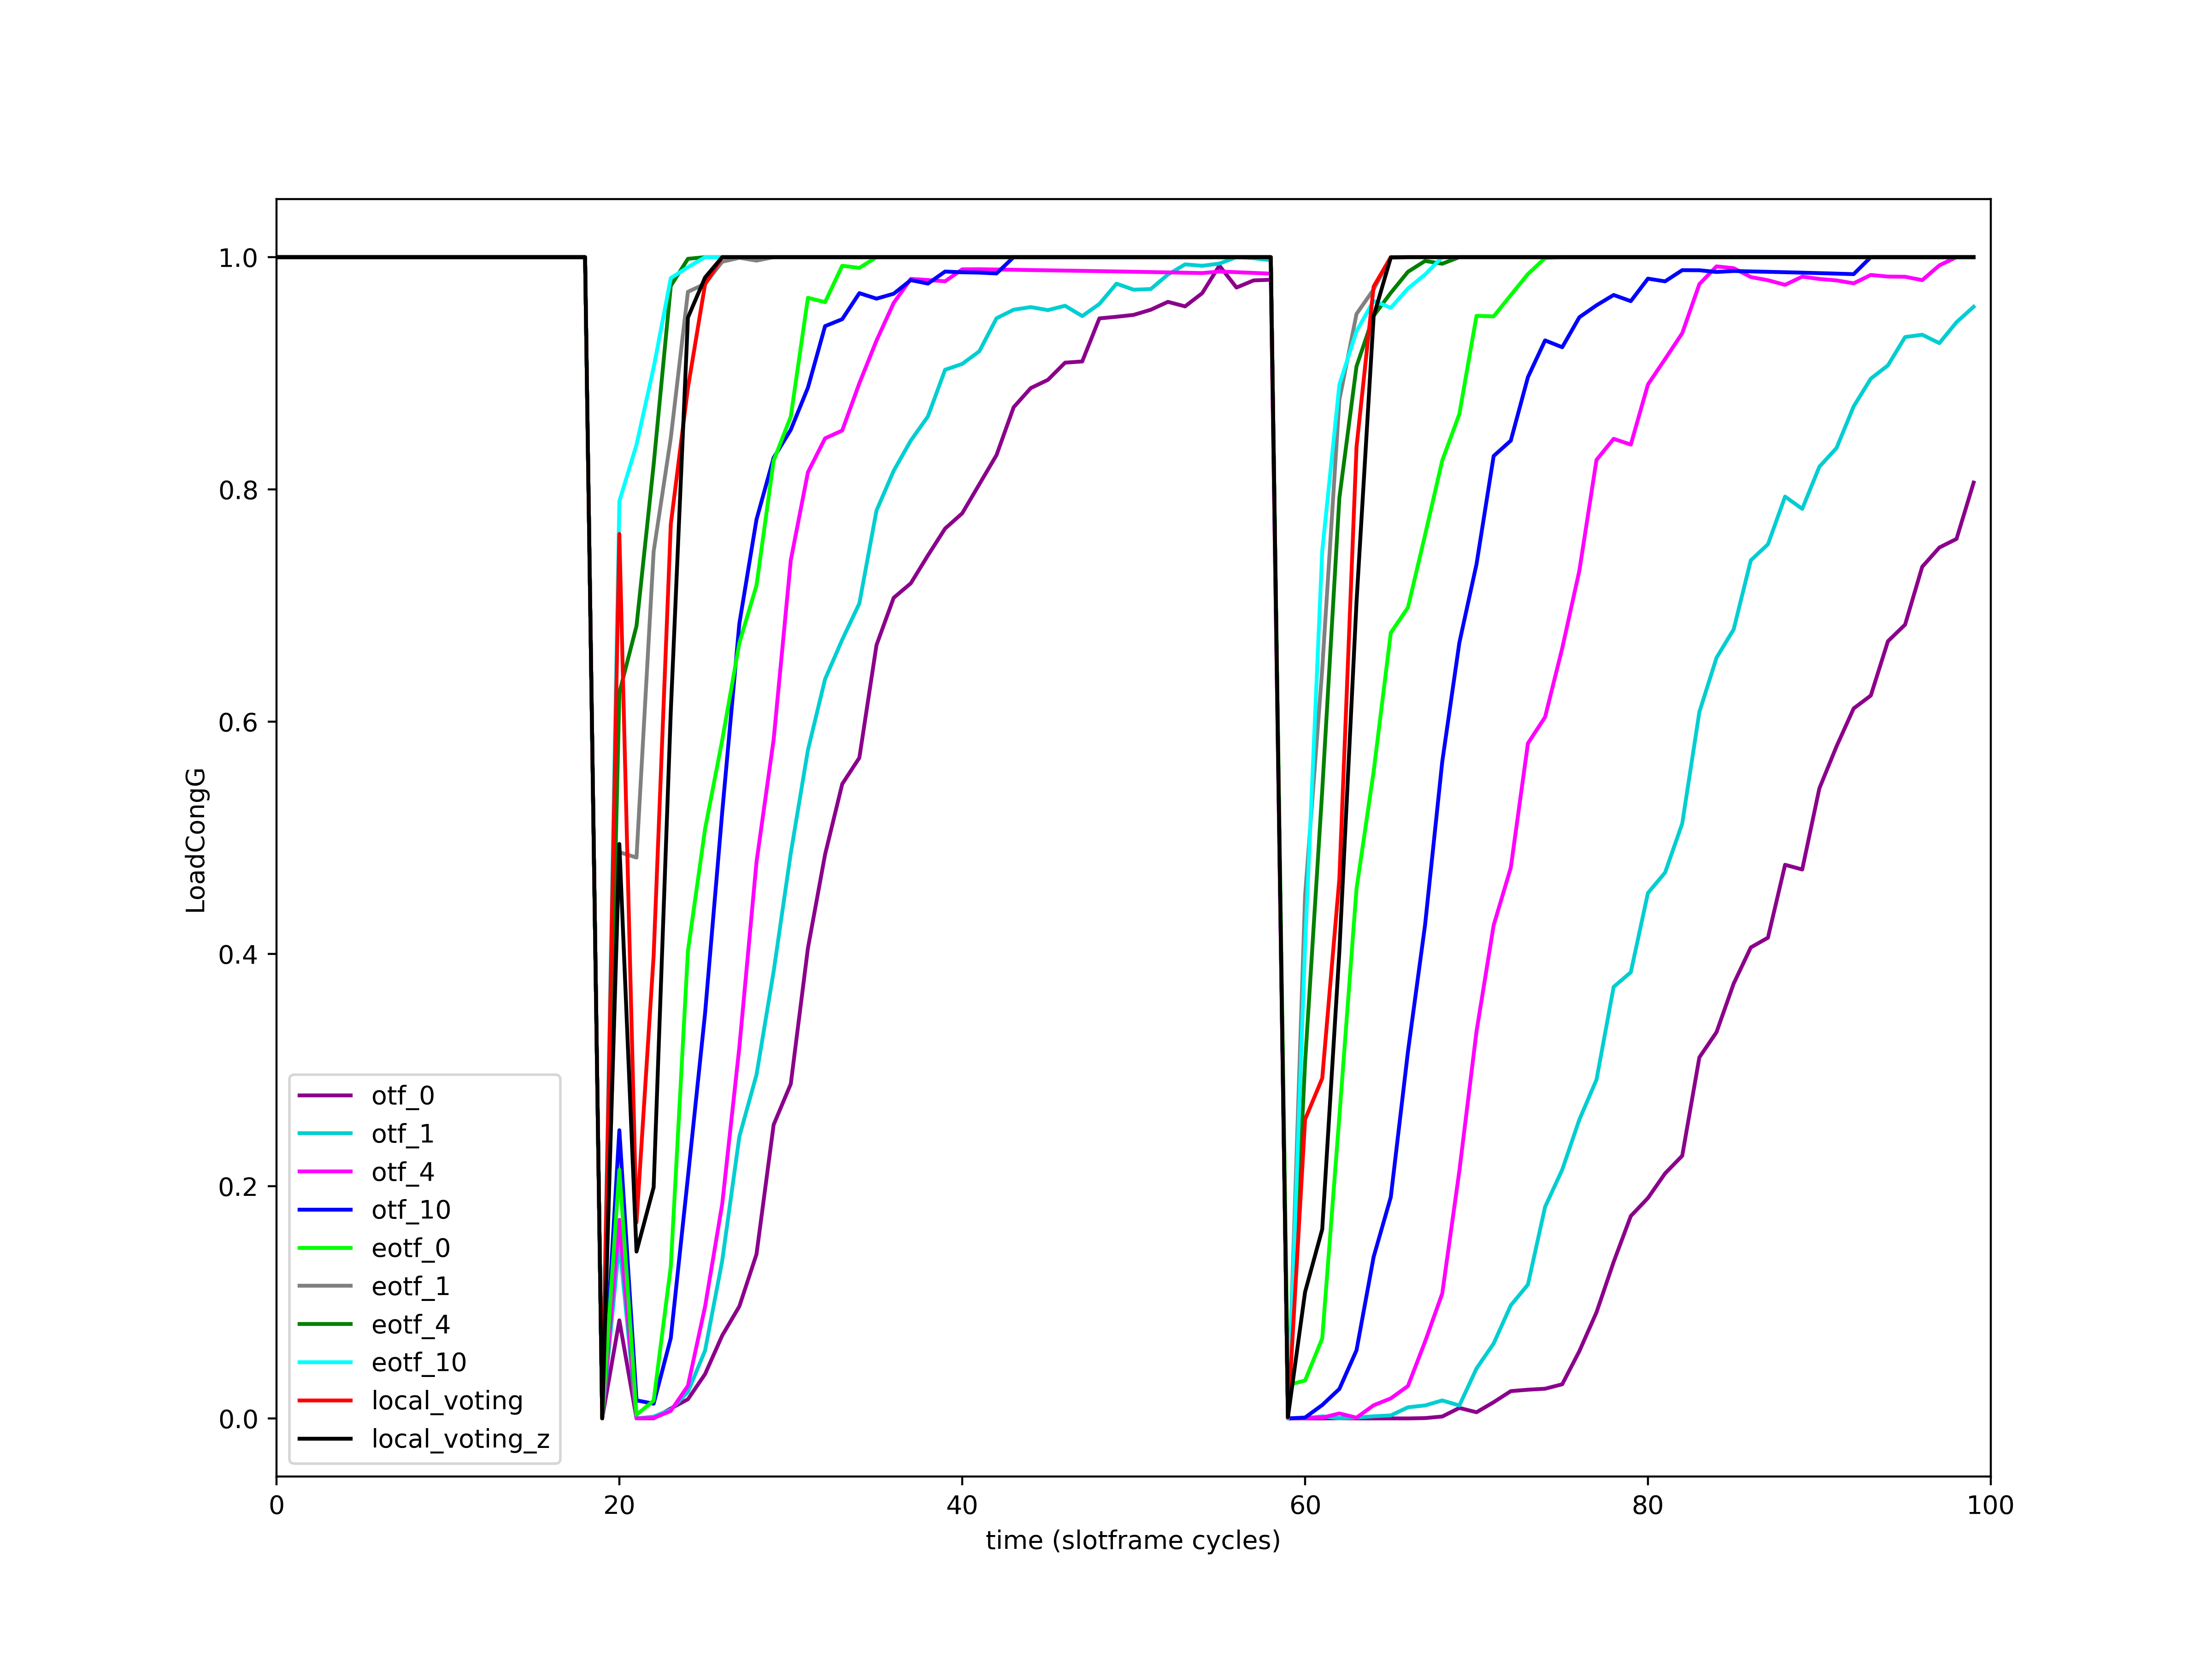 1.0
0.8
0.6
0.4
0.2
0.0
LoadCongG
otf_0
otf_1
otf_4
otf_10
eotf_0
eotf_1
eotf_4
eotf_10
local_voting
local_voting_z
0 20 40 60 80 100
time (slotframe cycles)